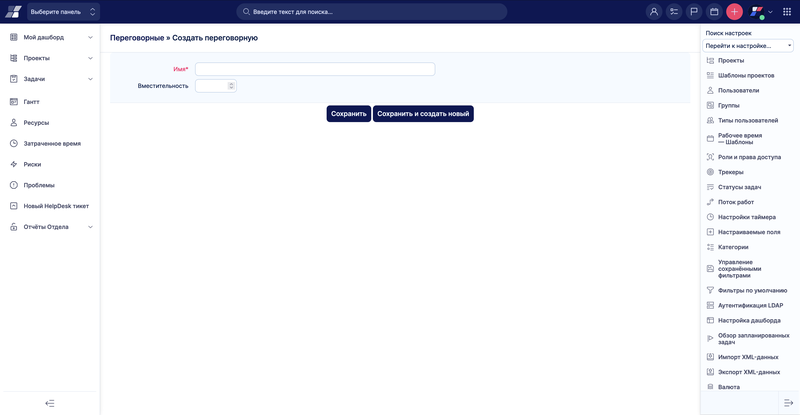 Выберите панель
Введите текст для поиска...
Мой дашборд
Проекты
Задачи
Гантт
Ресурсы
Затраченное время
Риски
Проблемы
Новый HelpDesk тикет
Отчёты Отдела
Переговорные » Создать переговорную
Имя*
Вместительность
Сохранить
Сохранить и создать новый
Поиск настроек
Перейти к настройке...
Проекты
Шаблоны проектов
Пользователи
Группы
Типы пользователей
Рабочее время
— Шаблоны
Роли и права доступа
Трекеры
Статусы задач
Поток работ
Настройки таймера
Настраиваемые поля
Категории
Управление
сохранёнными
фильтрами
Фильтры по умолчанию
Аутентификация LDAP
Настройка дашборда
Обзор запланированных
задач
Импорт XML-данных
Экспорт XML-данных
Валюта